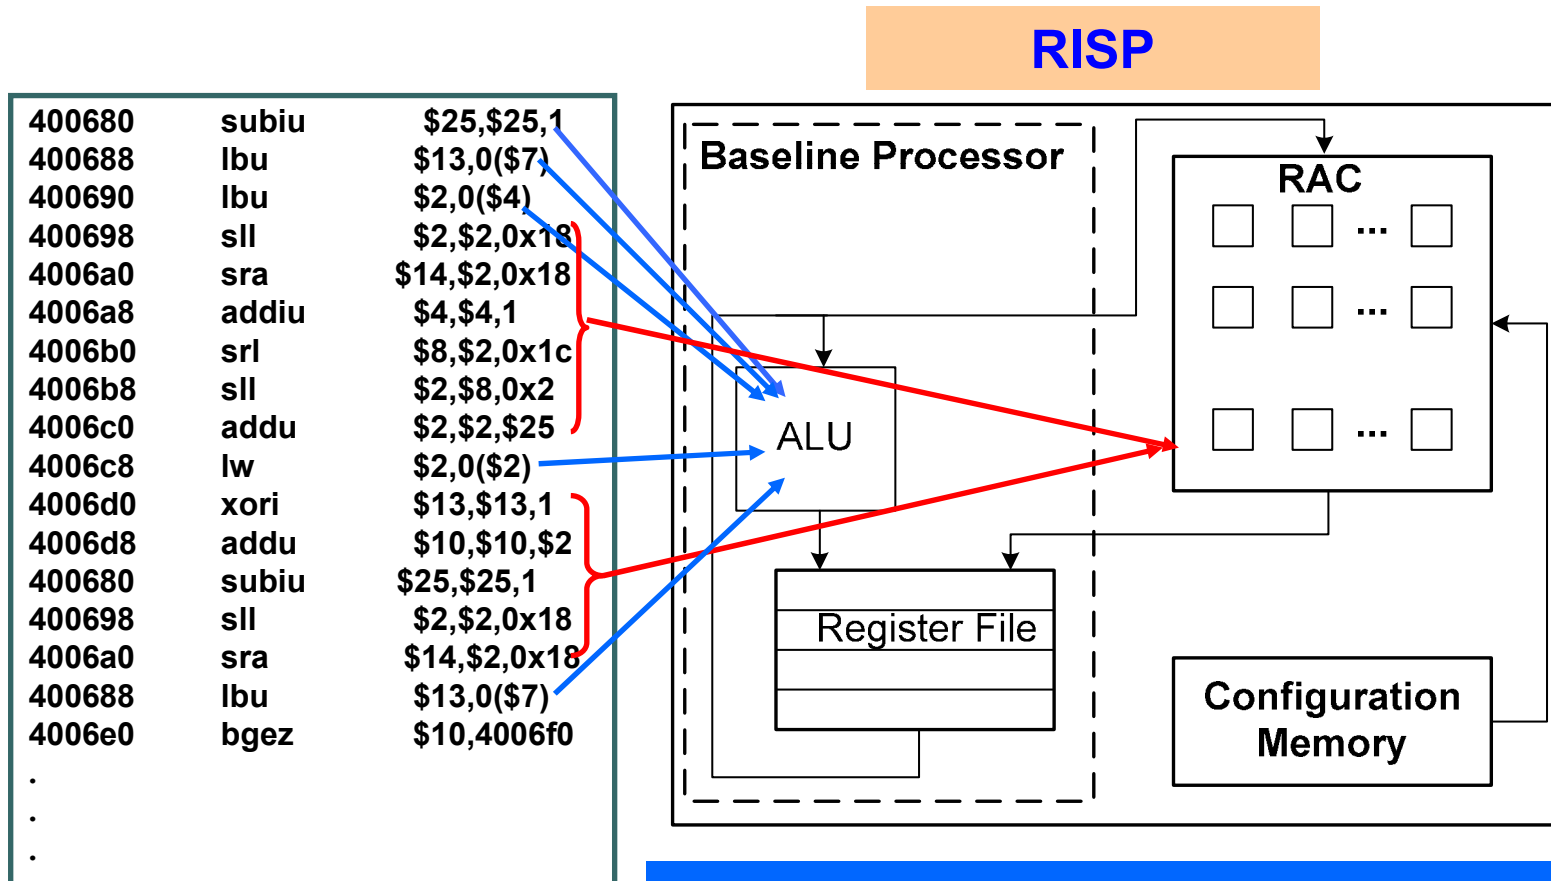 RISP
400680 subiu $25,$25,1
400688 lbu $13,0($7)
400690 lbu $2,0($4)
400698 sll $2,$2,0x18
4006a0 sra $14,$2,0x18
4006a8 addiu $4,$4,1
4006b0 srl $8,$2,0x1c
4006b8 sll $2,$8,0x2
4006c0 addu $2,$2,$25
4006c8 lw $2,0($2)
4006d0 xori $13,$13,1
4006d8 addu $10,$10,$2
400680 subiu $25,$25,1
400698 sll $2,$2,0x18
4006a0 sra $14,$2,0x18
400688 lbu $13,0($7)
4006e0 bgez $10,4006f0
.
.
.
Baseline Processor
ALU
Register File
RAC
...
...
...
Configuration
Memory